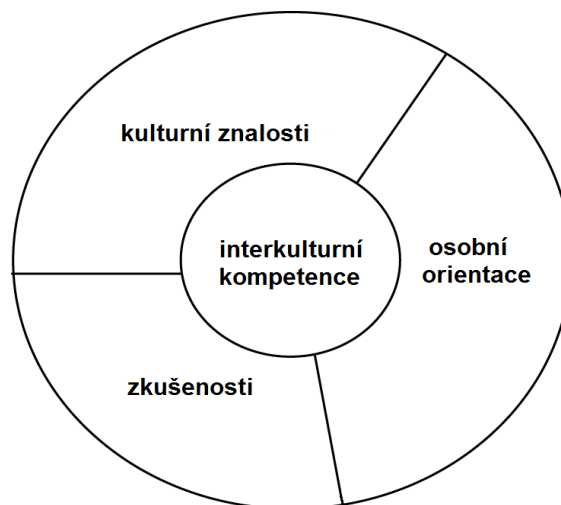 kulturní znalosti
interkulturní
kompetence
osobní
orientace
zkušenosti